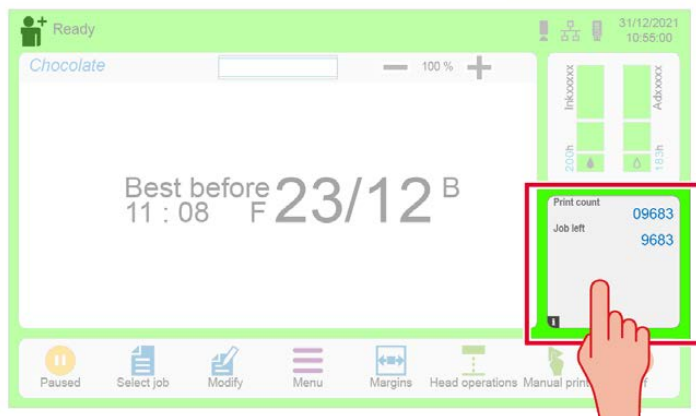 Ready
31/12/2021
10:55:00
Chocolate
100 %
Inkxxxxx
Adxxxxx
200h
183h
Best before 23/12 B
11 : 08 F
Print count
09683
Job left
9683
i
Paused
Select job
Modify
Menu
Margins
Head operations
Manual print